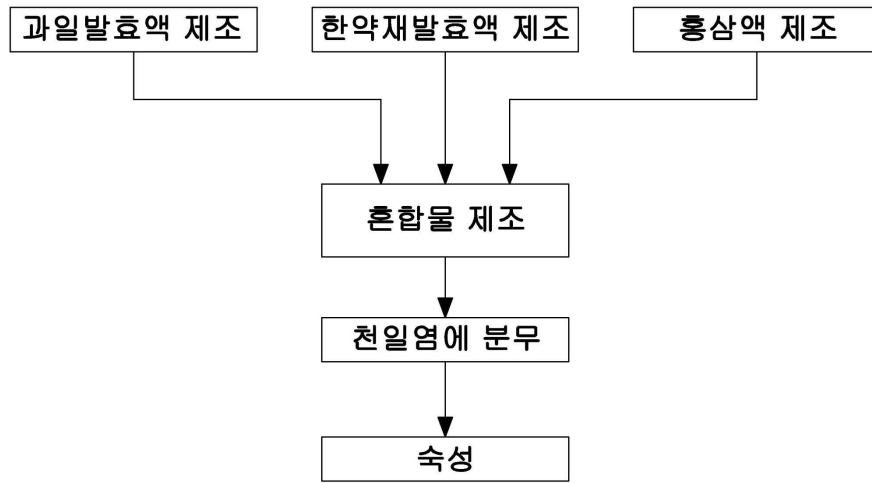 과일발효액 제조
한약재발효액 제조
홍삼액 제조
혼합물 제조
천일염에 분무
숙성